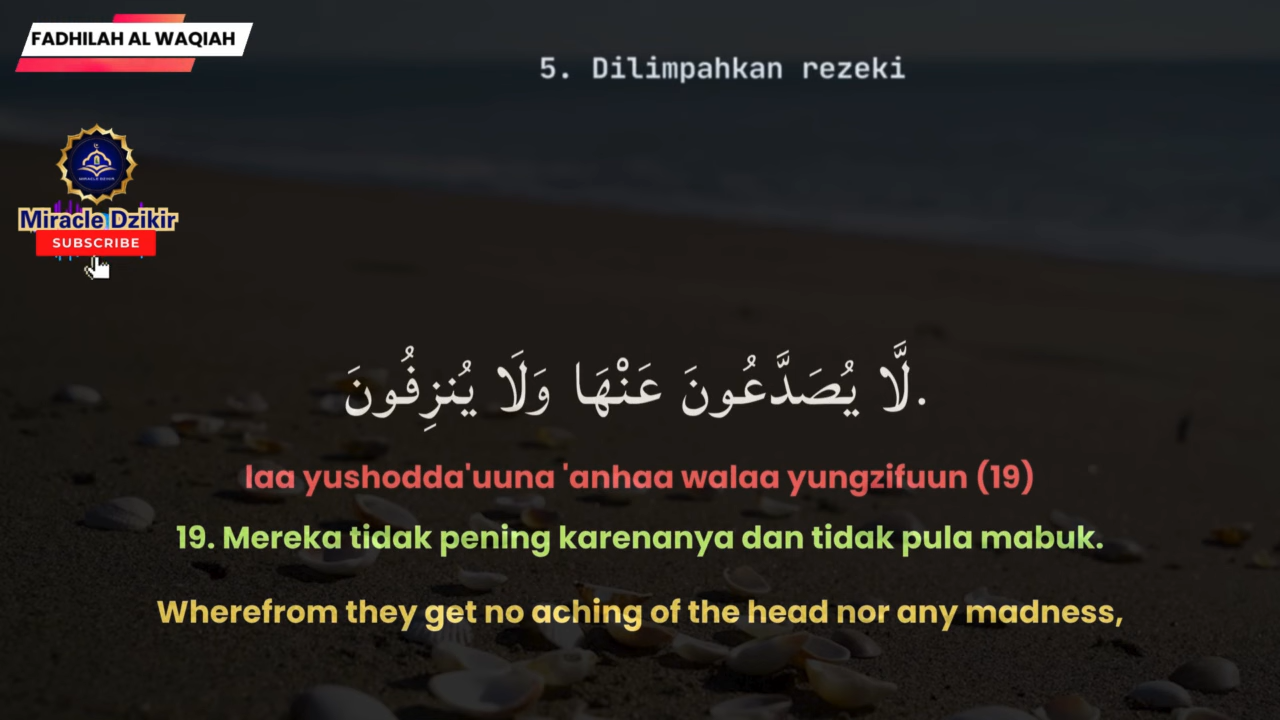 FADHILAH AL WAQIAH
5. Dilimpahkan rezeki
MIRACLE DZIKIR
Miracle Dzikir
SUBSCRIBE
لَّا يُصَدَّعُونَ عَنْهَا وَلَا يُنزِفُونَ.
laa yushodda'uuna 'anhaa walaa yungzifuun (19)
19. Mereka tidak pening karenanya dan tidak pula mabuk.
Wherefrom they get no aching of the head nor any madness,